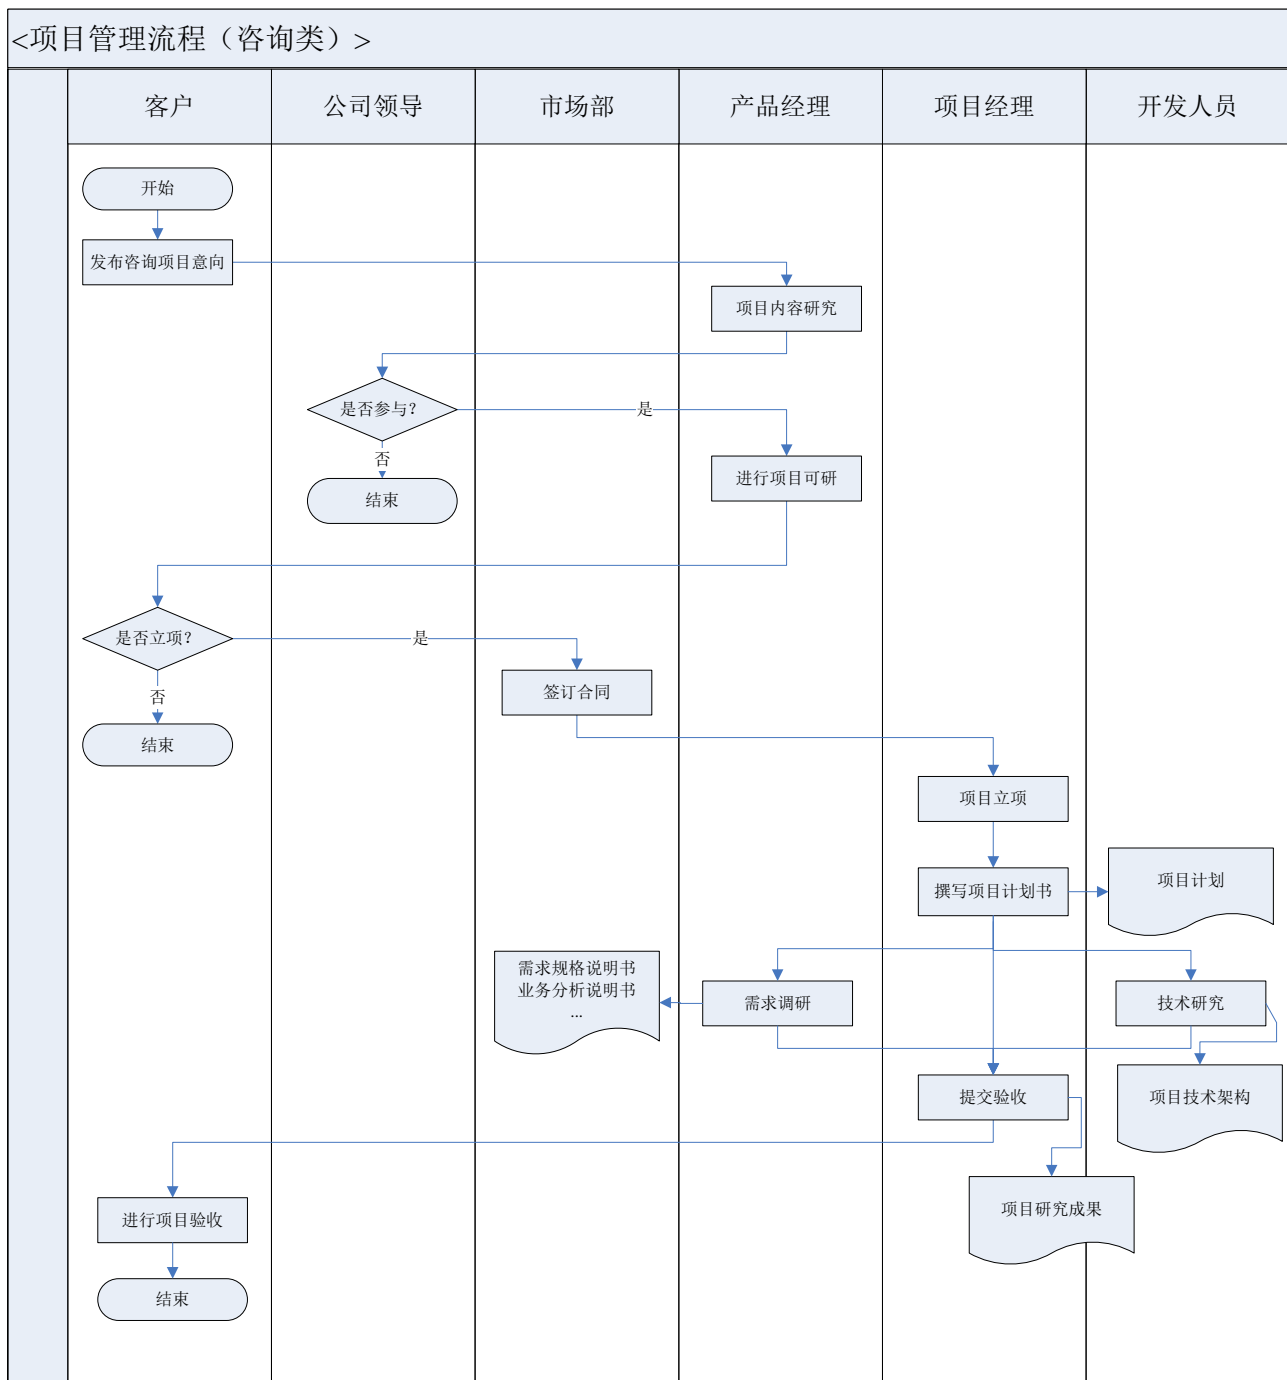 <项目管理流程（咨询类）>
客户
公司领导
市场部
产品经理
项目经理
开发人员
开始
发布咨询项目意向
项目内容研究
是否参与？
是
否
进行项目可研
结束
是否立项？
是
否
签订合同
结束
项目立项
撰写项目计划书
项目计划
需求规格说明书
业务分析说明书
...
需求调研
技术研究
提交验收
项目技术架构
进行项目验收
项目研究成果
结束